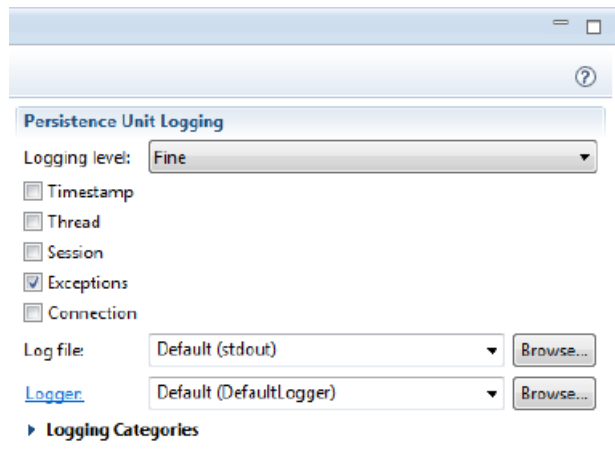 Persistence Unit Logging
Logging level: Fine
Timestamp
Thread
Session
Exceptions
Connection
Log file: Default (stdout) Browse...
Logger: Default (DefaultLogger) Browse...
Logging Categories